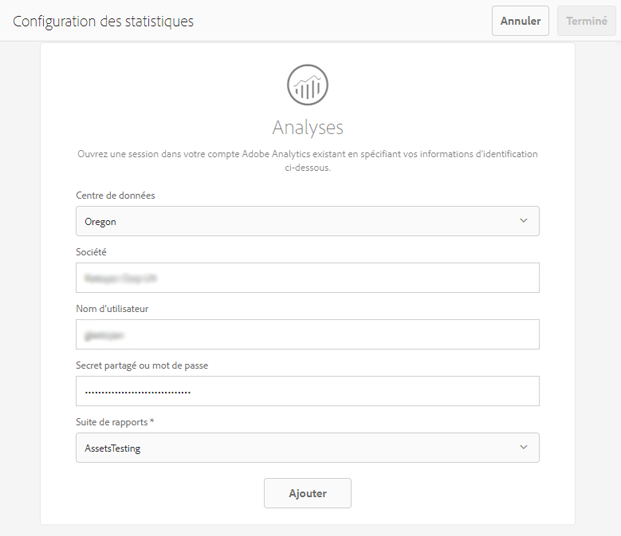 Configuration des statistiques
Annuler
Terminé
Analyses
Ouvrez une session dans votre compte Adobe Analytics existant en spécifiant vos informations d'identification
ci-dessous.
Centre de données
Oregon
Société
Nom d'utilisateur
Secret partagé ou mot de passe
Suite de rapports *
AssetsTesting
Ajouter